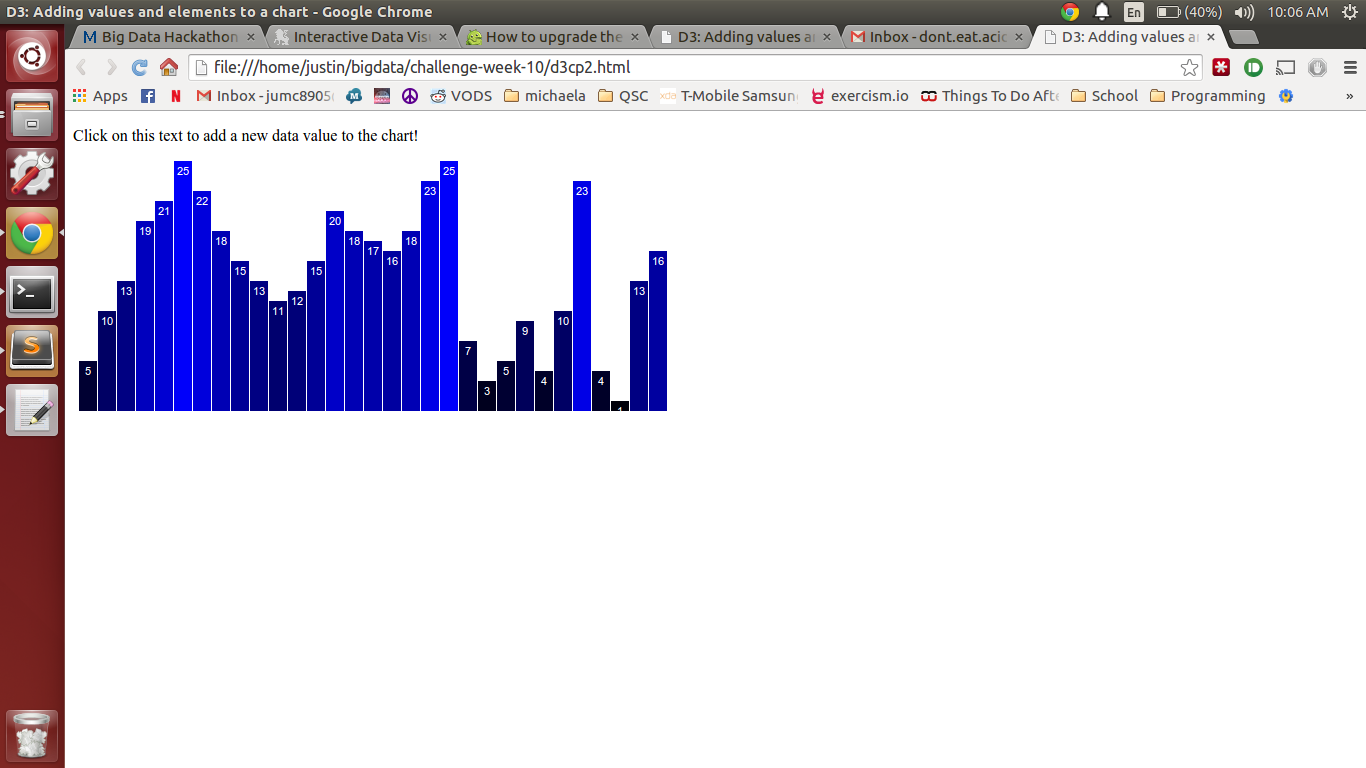 D3: Adding values and elements to a chart - Google Chrome
En (40%) 10:06 AM
Big Data Hackathon
Interactive Data Visu
How to upgrade the
D3: Adding values a
Inbox - dont.eat.acid
D3: Adding values a
file:///home/justin/bigdata/challenge-week-10/d3cp2.html
Apps Inbox - jumc8905 VODS michaela QSC T-Mobile Samsun exercism.io Things To Do Afte School Programming »
Click on this text to add a new data value to the chart!
5 10 13 19 21 25 22 18 15 13 11 12 15 20 18 17 16 18 23 25 7 3 5 9 4 10 23 4 1 13 16